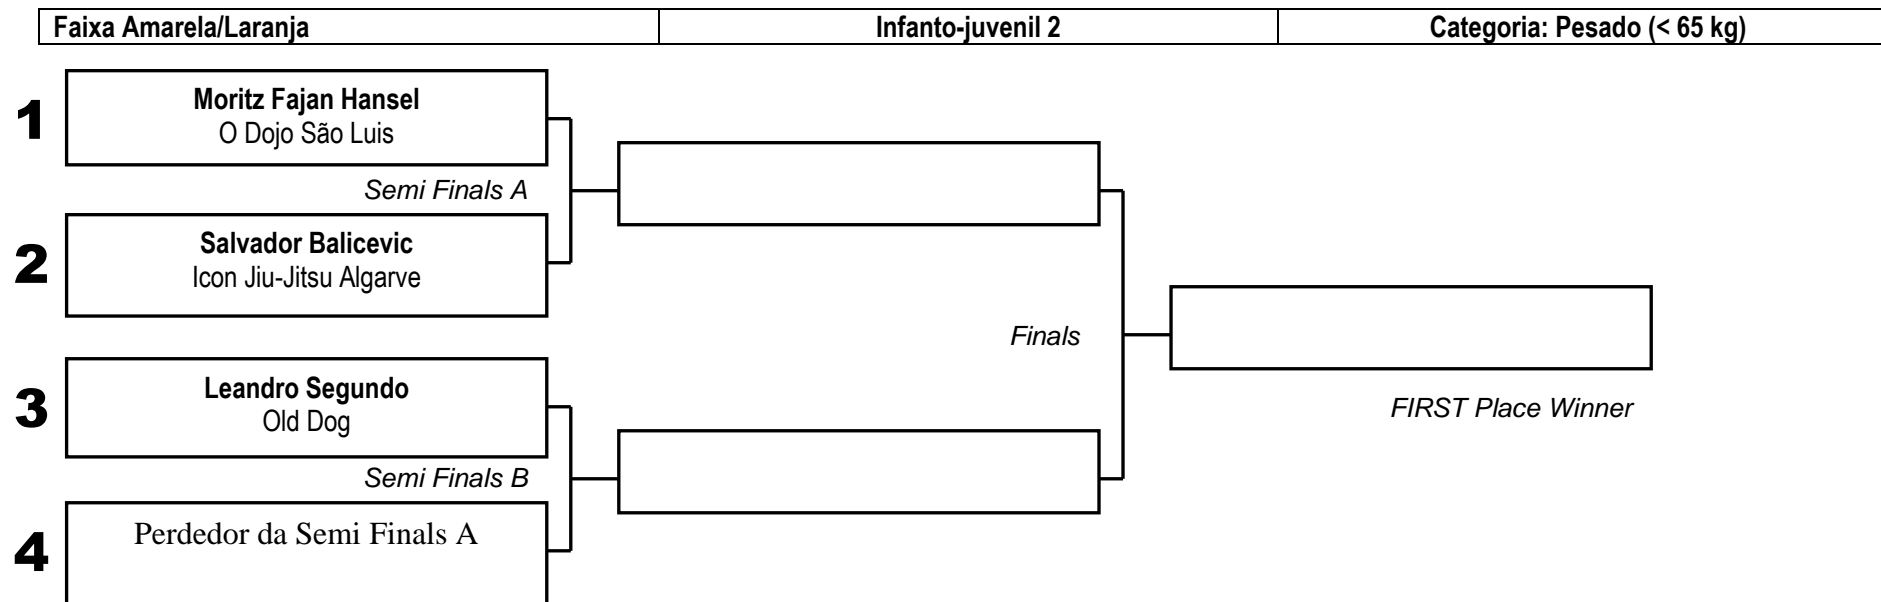 Faixa Amarela/Laranja
Infanto-juvenil 2
Categoria: Pesado (< 65 kg)
1
Moritz Fajan Hansel
O Dojo São Luis
Semi Finals A
2
Salvador Balicevic
Icon Jiu-Jitsu Algarve
Finals
FIRST Place Winner
3
Leandro Segundo
Old Dog
Semi Finals B
4
Perdedor da Semi Finals A